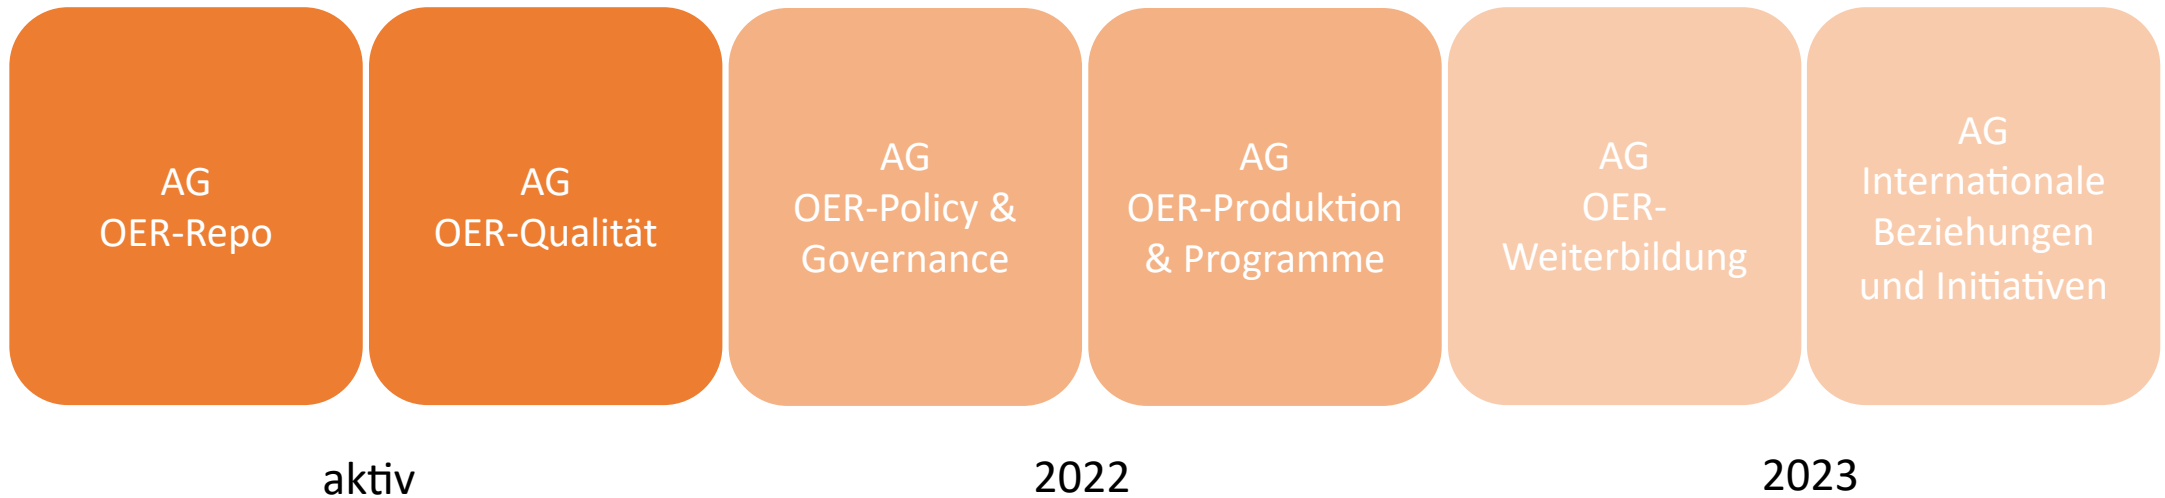 AG
OER-Repo
AG
OER-Qualität
AG
OER-Policy &
Governance
AG
OER-Produktion
& Programme
AG
OER-
Weiterbildung
AG
Internationale
Beziehungen
und Initiativen
aktiv
2022
2023